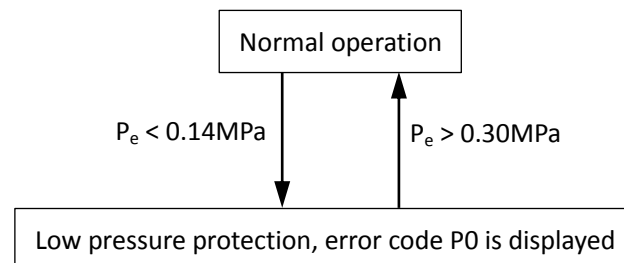 Normal operation
Pₑ < 0.14MPa
Pₑ > 0.30MPa
Low pressure protection, error code P0 is displayed